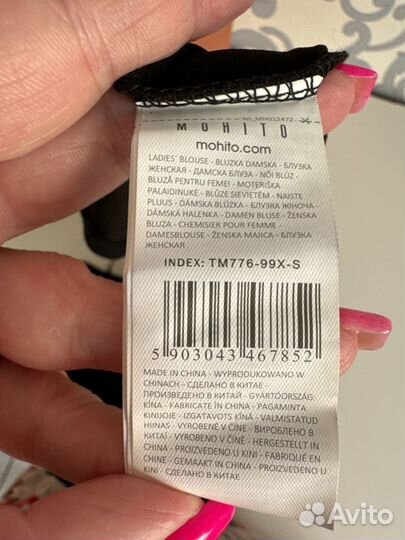 WI_MH012472
MOHITO
mohito.com
LADIES' BLOUSE - BLUZKA DAMSKA - БЛУЗКА
ЖЕНСКАЯ - ДАМСКА БЛУЗА - NŐI BLÚZ -
BLUZĂ PENTRU FEMEI - MOTERIŠKA
PALAIDINUKĖ - BLŪZE SIEVIETĒM - NAISTE
PLUUS - DÁMSKA BLÚZKA - БЛУЗКА ЖІНОЧА -
DÁMSKÁ HALENKA - DAMEN BLUSE - ŽENSKA
BLUZA - CHEMISIER POUR FEMME -
DAMESBLOUSE - ŽENSKA MAJICA - БЛУЗКА
ЖЕНСКАЯ
INDEX: TM776-99X-S
5 903043 467852
MADE IN CHINA - WYPRODUKOWANO W
CHINACH - СДЕЛАНО В КИТАЕ -
ПРОИЗВЕДЕНО В КИТАЙ - GYÁRTÓORSZÁG:
KÍNA - FABRICATE ÎN CHINA - PAGAMINTA
KINIJOJE - IZGATAVOTS ĶĪNĀ - VALMISTATUD
HIINAS - VYROBENÉ V ČÍNE - ВИРОБЛЕНО В
КИТАЇ - VYROBENO V ČÍNĚ - HERGESTELLT IN
CHINA - PROIZVEDENO U KINI - FABRIQUÉ EN
CHINE - GEMAAKT IN CHINA - PROIZVEDENO U
KINI - СДЕЛАНО В КИТАЕ
Avito